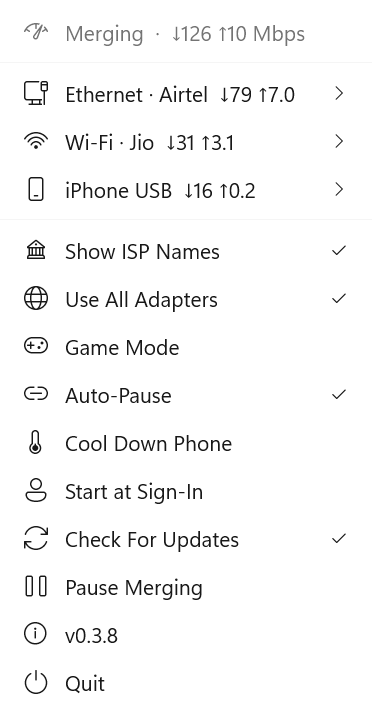 Merging · ↓126 ↑10 Mbps
Ethernet · Airtel ↓79 ↑7.0
Wi-Fi · Jio ↓31 ↑3.1
iPhone USB ↓16 ↑0.2
Show ISP Names
Use All Adapters
Game Mode
Auto-Pause
Cool Down Phone
Start at Sign-In
Check For Updates
Pause Merging
v0.3.8
Quit